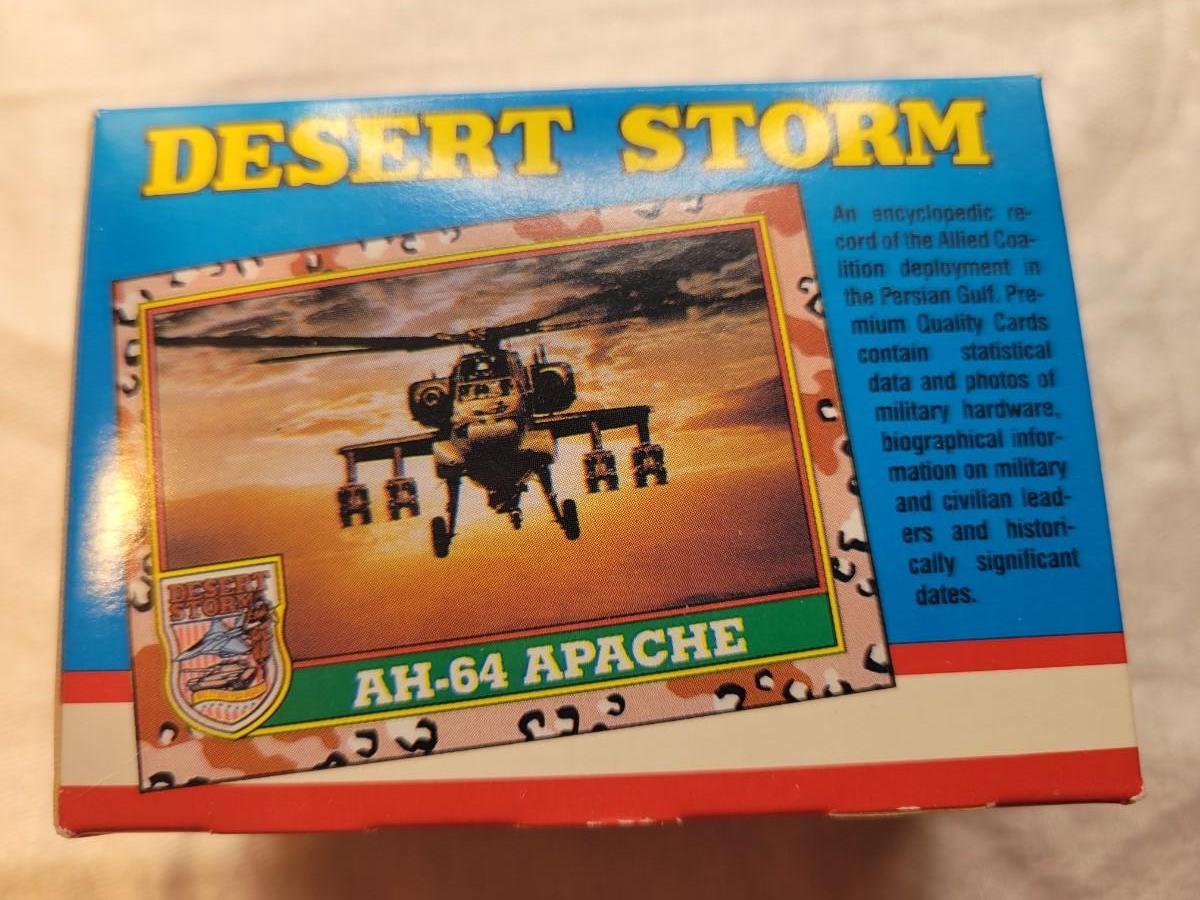 DESERT STORM
An encyclopedic re-
cord of the Allied Coa-
lition deployment in
the Persian Gulf. Pre-
mium Quality Cards
contain statistical
data and photos of
military hardware,
biographical infor-
mation on military
and civilian lead-
ers and histori-
cally significant
dates.
DESERT
STORM
AH-64 APACHE